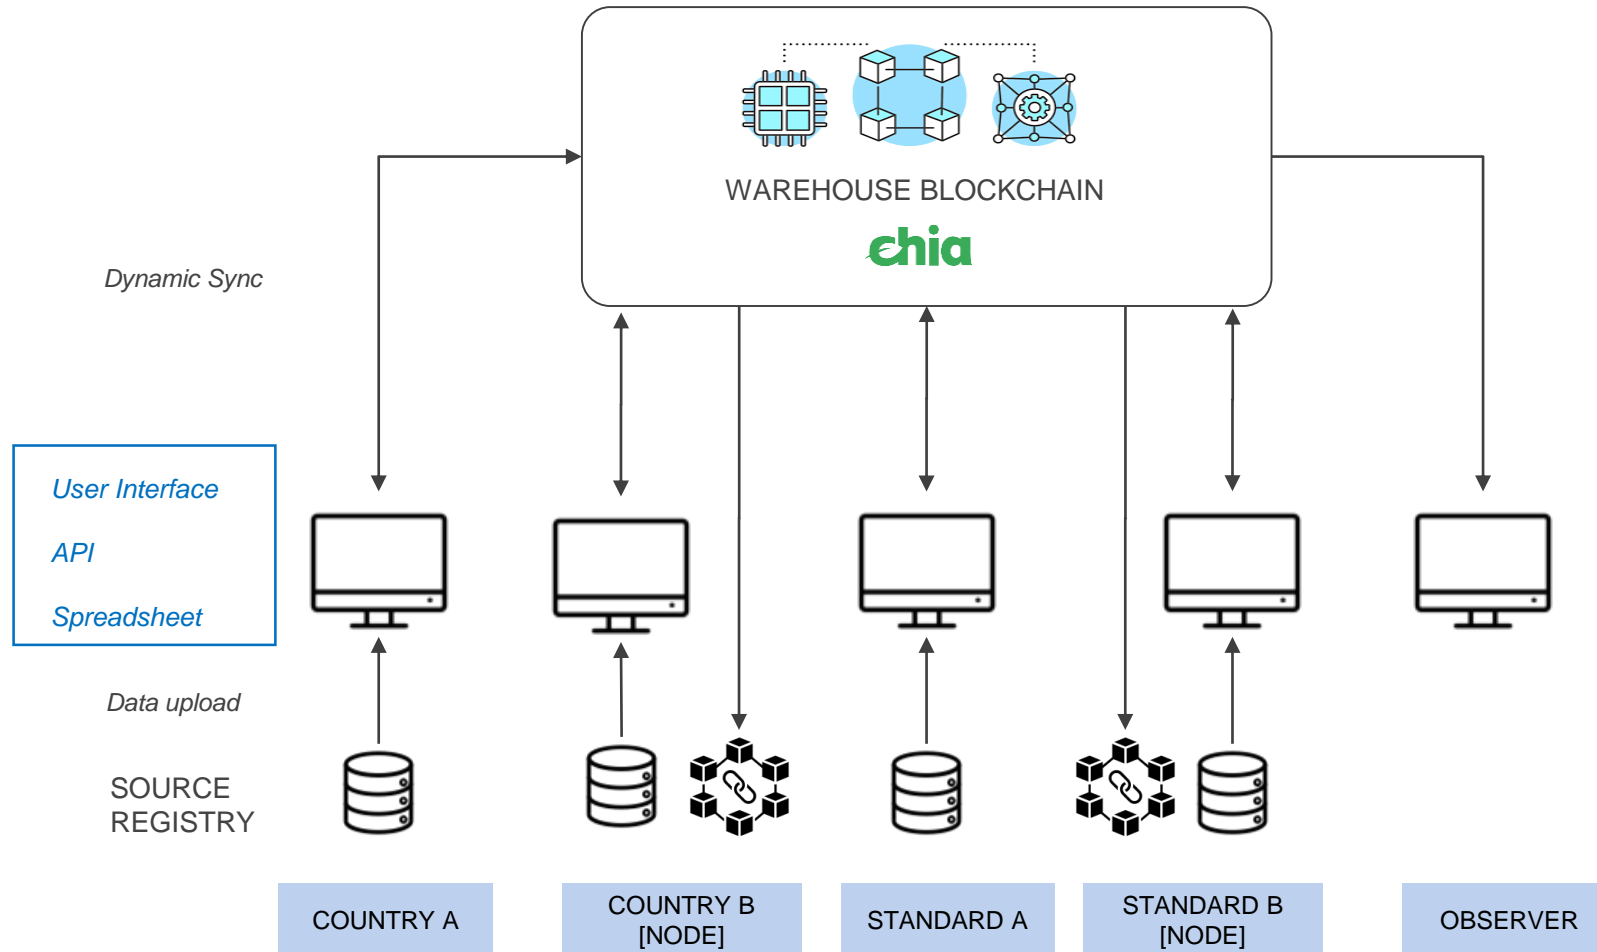 WAREHOUSE BLOCKCHAIN
chia
Dynamic Sync
User Interface
API
Spreadsheet
Data upload
SOURCE
REGISTRY
COUNTRY A
COUNTRY B
[NODE]
STANDARD A
STANDARD B
[NODE]
OBSERVER